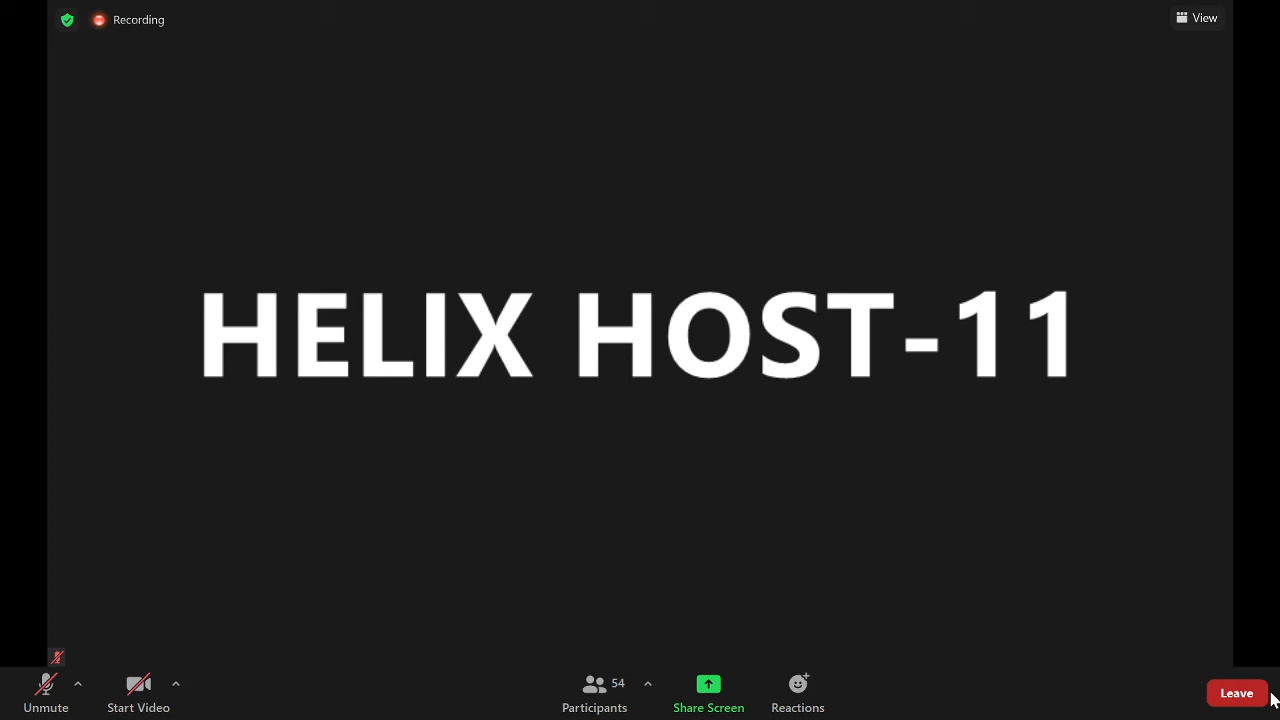 Recording
View
HELIX HOST-11
54
Unmute
Start Video
Participants
Share Screen
Reactions
Leave